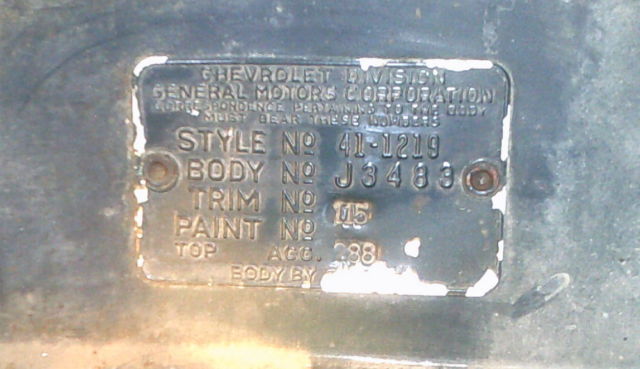 CHEVROLET DIVISION
GENERAL MOTORS CORPORATION
CORRESPONDENCE PERTAINING TO THE BODY
MUST BEAR THESE NUMBERS
STYLE NO 41-1219
BODY NO J3483
TRIM NO 115
PAINT NO
TOP ACC. 288
BODY BY